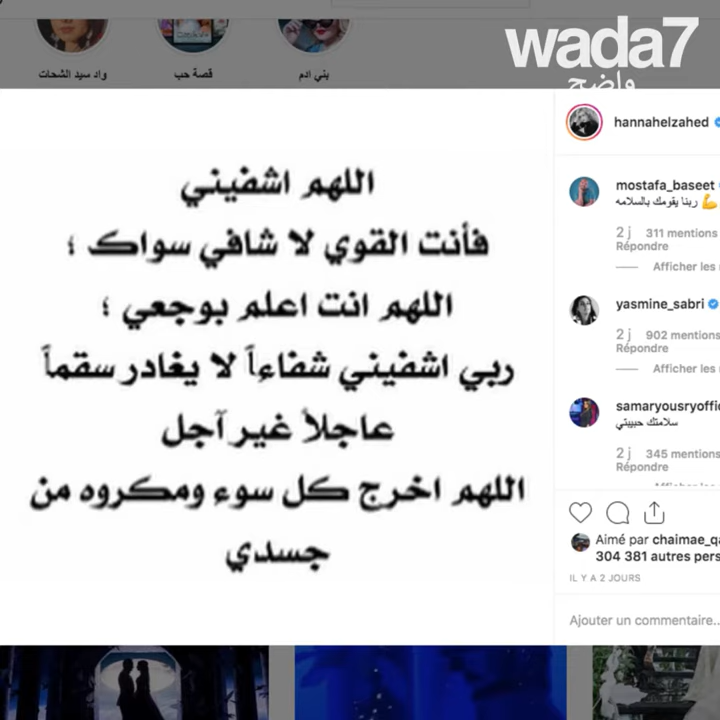 wada7
واضح
واد سيد الشحات
قصة حب
بني ادم
hannahelzahed
اللهم اشفيني
فأنت القوي لا شافي سواك ؛
اللهم انت اعلم بوجعي ؛
ربي اشفيني شفاءاً لا يغادر سقماً
عاجلاً غير آجل
اللهم اخرج كل سوء ومكروه من
جسدي
mostafa_baseet
ربنا يقومك بالسلامه 💪
2 j 311 mentions
Répondre
Afficher les
yasmine_sabri
2 j 902 mentions
Répondre
Afficher les
samaryousryoffic
سلامتك حبيبتي
2 j 345 mentions
Répondre
Aimé par chaimae_q
304 381 autres pers
IL Y A 2 JOURS
Ajouter un commentaire...